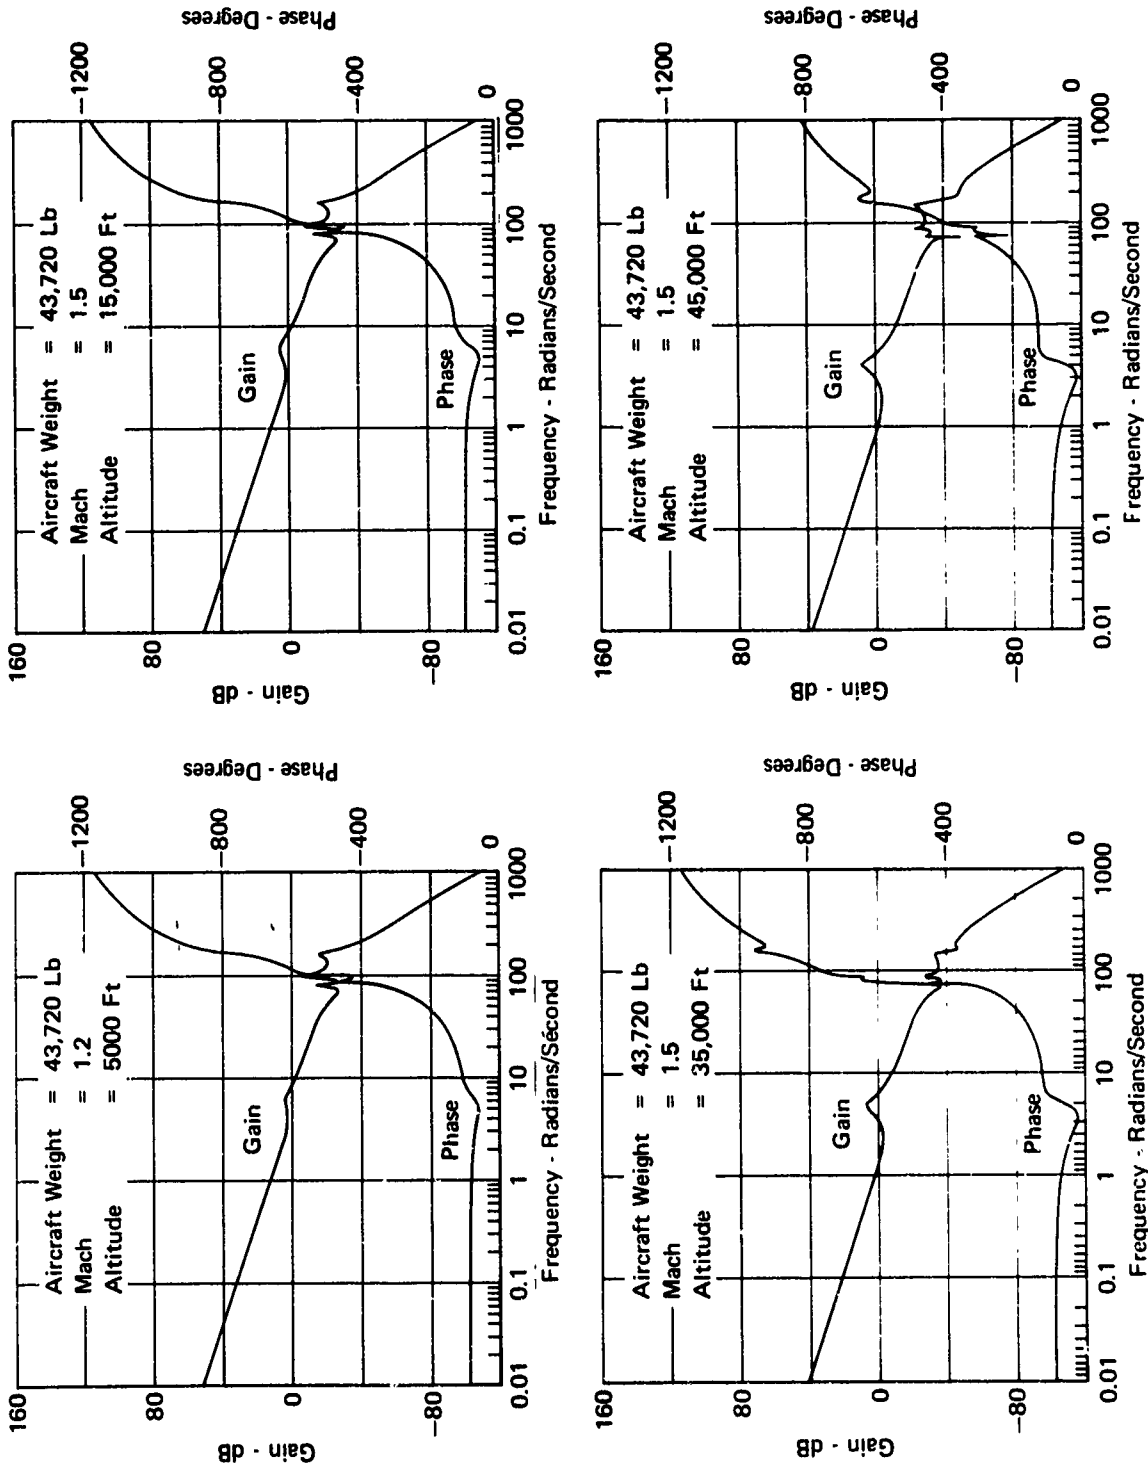 160
80
0
−80
Gain - dB
Aircraft Weight = 43,720 Lb
Mach = 1.2
Altitude = 5000 Ft
Gain
Phase
−1200
−800
−400
0
Phase - Degrees
0.01
0.1
1
10
100
1000
Frequency - Radians/Second
160
80
0
−80
Gain - dB
Aircraft Weight = 43,720 Lb
Mach = 1.5
Altitude = 15,000 Ft
Gain
Phase
−1200
−800
−400
0
Phase - Degrees
0.01
0.1
1
10
100
1000
Frequency - Radians/Second
160
80
0
−80
Gain - dB
Aircraft Weight = 43,720 Lb
Mach = 1.5
Altitude = 35,000 Ft
Gain
Phase
−1200
−800
−400
0
Phase - Degrees
0.01
0.1
1
10
100
1000
Frequency - Radians/Second
160
80
0
−80
Gain - dB
Aircraft Weight = 43,720 Lb
Mach = 1.5
Altitude = 45,000 Ft
Gain
Phase
−1200
−800
−400
0
Phase - Degrees
0.01
0.1
1
10
100
1000
Frequency - Radians/Second